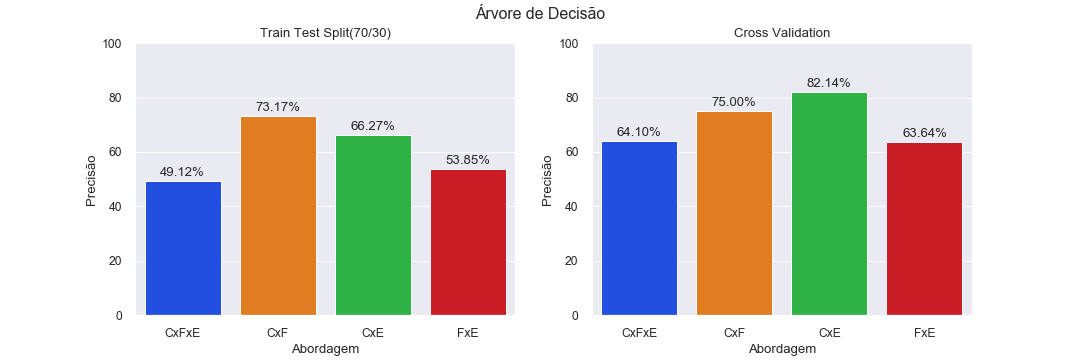 Árvore de Decisão
Train Test Split(70/30)
Precisão
100
80
60
40
20
0
49.12%
73.17%
66.27%
53.85%
CxFxE
CxF
CxE
FxE
Abordagem
Cross Validation
Precisão
100
80
60
40
20
0
64.10%
75.00%
82.14%
63.64%
CxFxE
CxF
CxE
FxE
Abordagem